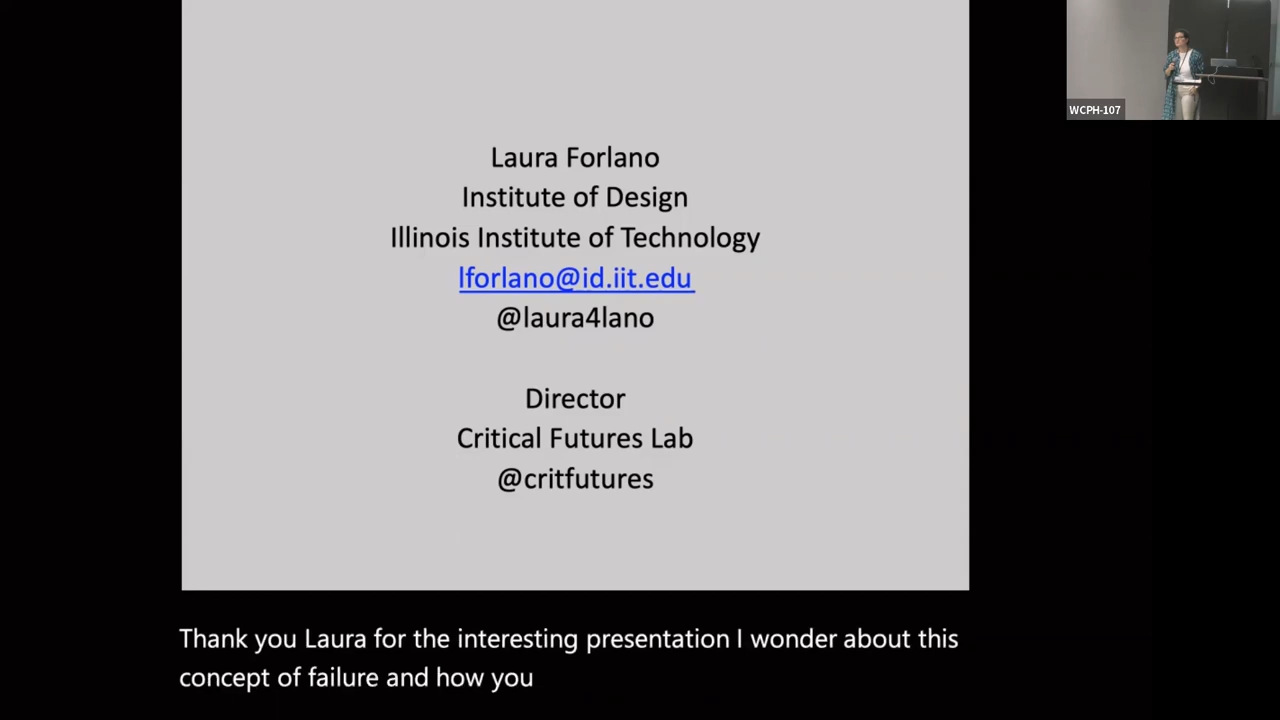 WCPH-107
Laura Forlano
Institute of Design
Illinois Institute of Technology
lforlano@id.iit.edu
@laura4lano
Director
Critical Futures Lab
@critfutures
Thank you Laura for the interesting presentation I wonder about this
concept of failure and how you